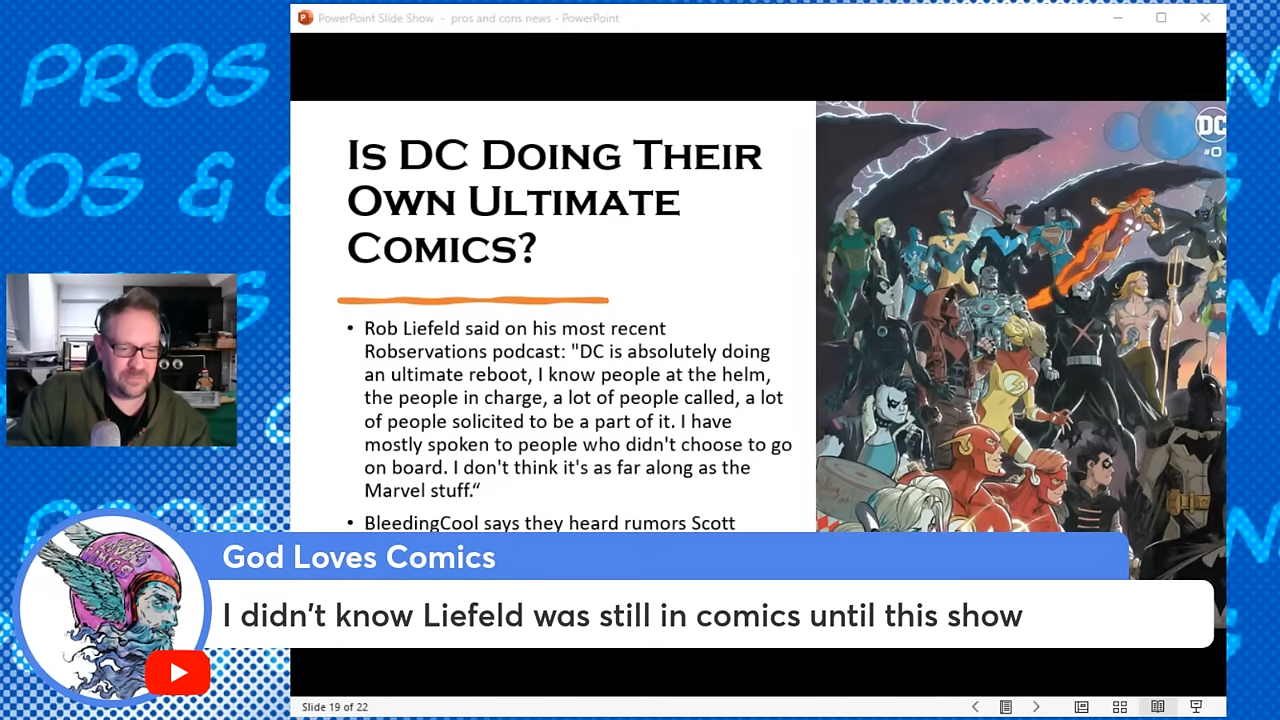 PowerPoint Slide Show - pros and cons news - PowerPoint
PROS
POS &
IS DC DOING THEIR
OWN ULTIMATE
COMICS?
• Rob Liefeld said on his most recent
Robservations podcast: "DC is absolutely doing
an ultimate reboot, I know people at the helm,
the people in charge, a lot of people called, a lot
of people solicited to be a part of it. I have
mostly spoken to people who didn't choose to go
on board. I don't think it's as far along as the
Marvel stuff.“
• BleedingCool says they heard rumors Scott
DC
#0
God Loves Comics
I didn’t know Liefeld was still in comics until this show
Slide 19 of 22